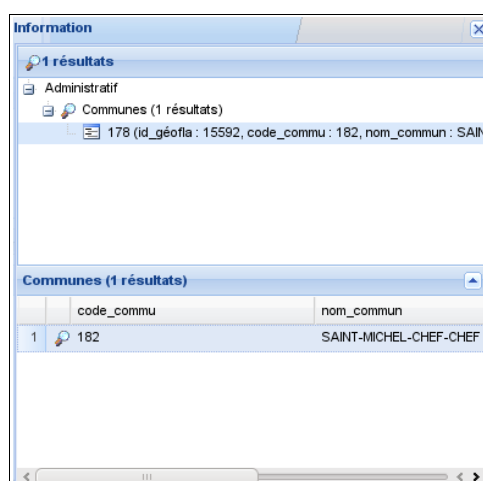 Information
1 résultats
Administratif
Communes (1 résultats)
178 (id_géofla : 15592, code_commu : 182, nom_commun : SAIN
Communes (1 résultats)
code_commu nom_commun
1 182 SAINT-MICHEL-CHEF-CHEF